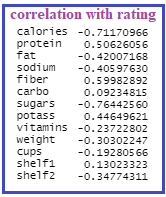 correlation with rating
calories -0.71170966
protein 0.50626056
fat -0.42007168
sodium -0.40597630
fiber 0.59982892
carbo 0.09234815
sugars -0.76442560
potass 0.44649621
vitamins -0.23722802
weight -0.30302247
cups -0.19280566
shelf1 0.13023323
shelf2 -0.34774311